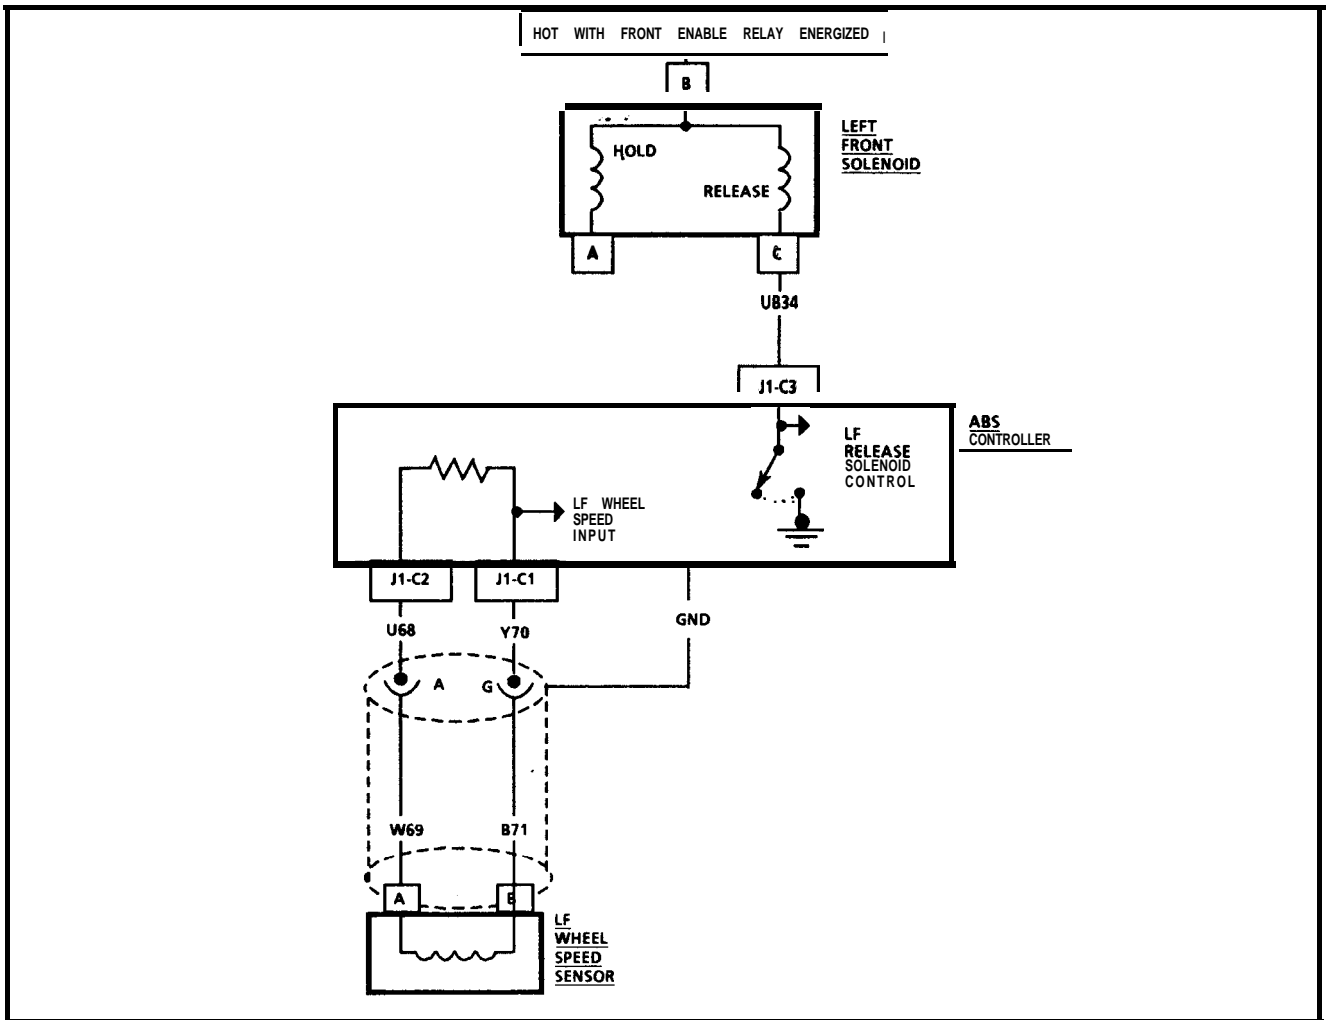 HOT WITH FRONT ENABLE RELAY ENERGIZED
B
LEFT
FRONT
SOLENOID
HOLD
RELEASE
A
C
UB34
J1-C3
ABS
CONTROLLER
LF
RELEASE
SOLENOID
CONTROL
LF WHEEL
SPEED
INPUT
J1-C2
J1-C1
U68
Y70
GND
A
G
W69
B71
A
B
LF
WHEEL
SPEED
SENSOR